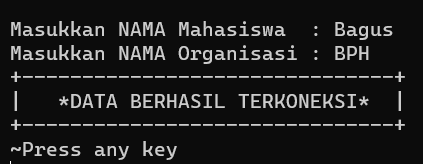 Masukkan NAMA Mahasiswa  : Bagus
Masukkan NAMA Organisasi : BPH
+-------------------------------+
|   *DATA BERHASIL TERKONEKSI*  |
+-------------------------------+
~Press any key